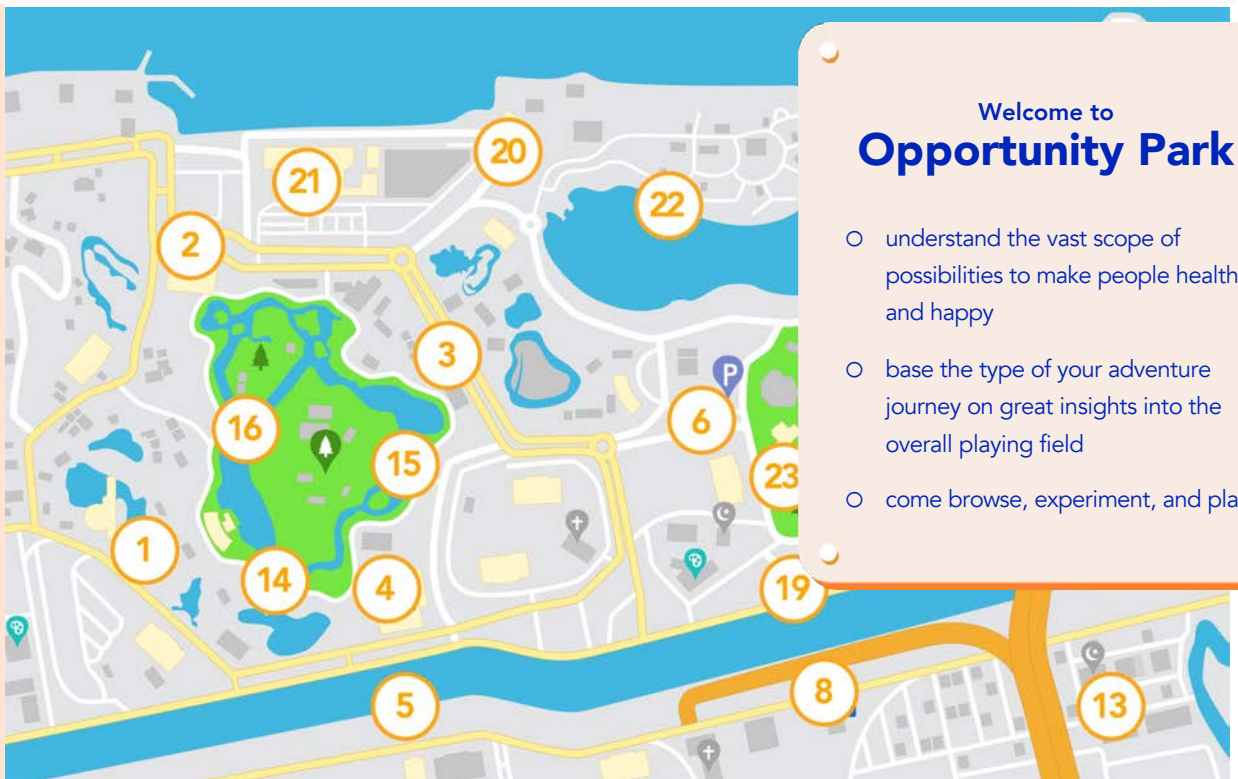 Welcome to
Opportunity Park
understand the vast scope of
possibilities to make people health
and happy
base the type of your adventure
journey on great insights into the
overall playing field
come browse, experiment, and pla
20
21
22
2
3
P
6
16
15
23
1
14
4
19
5
8
13